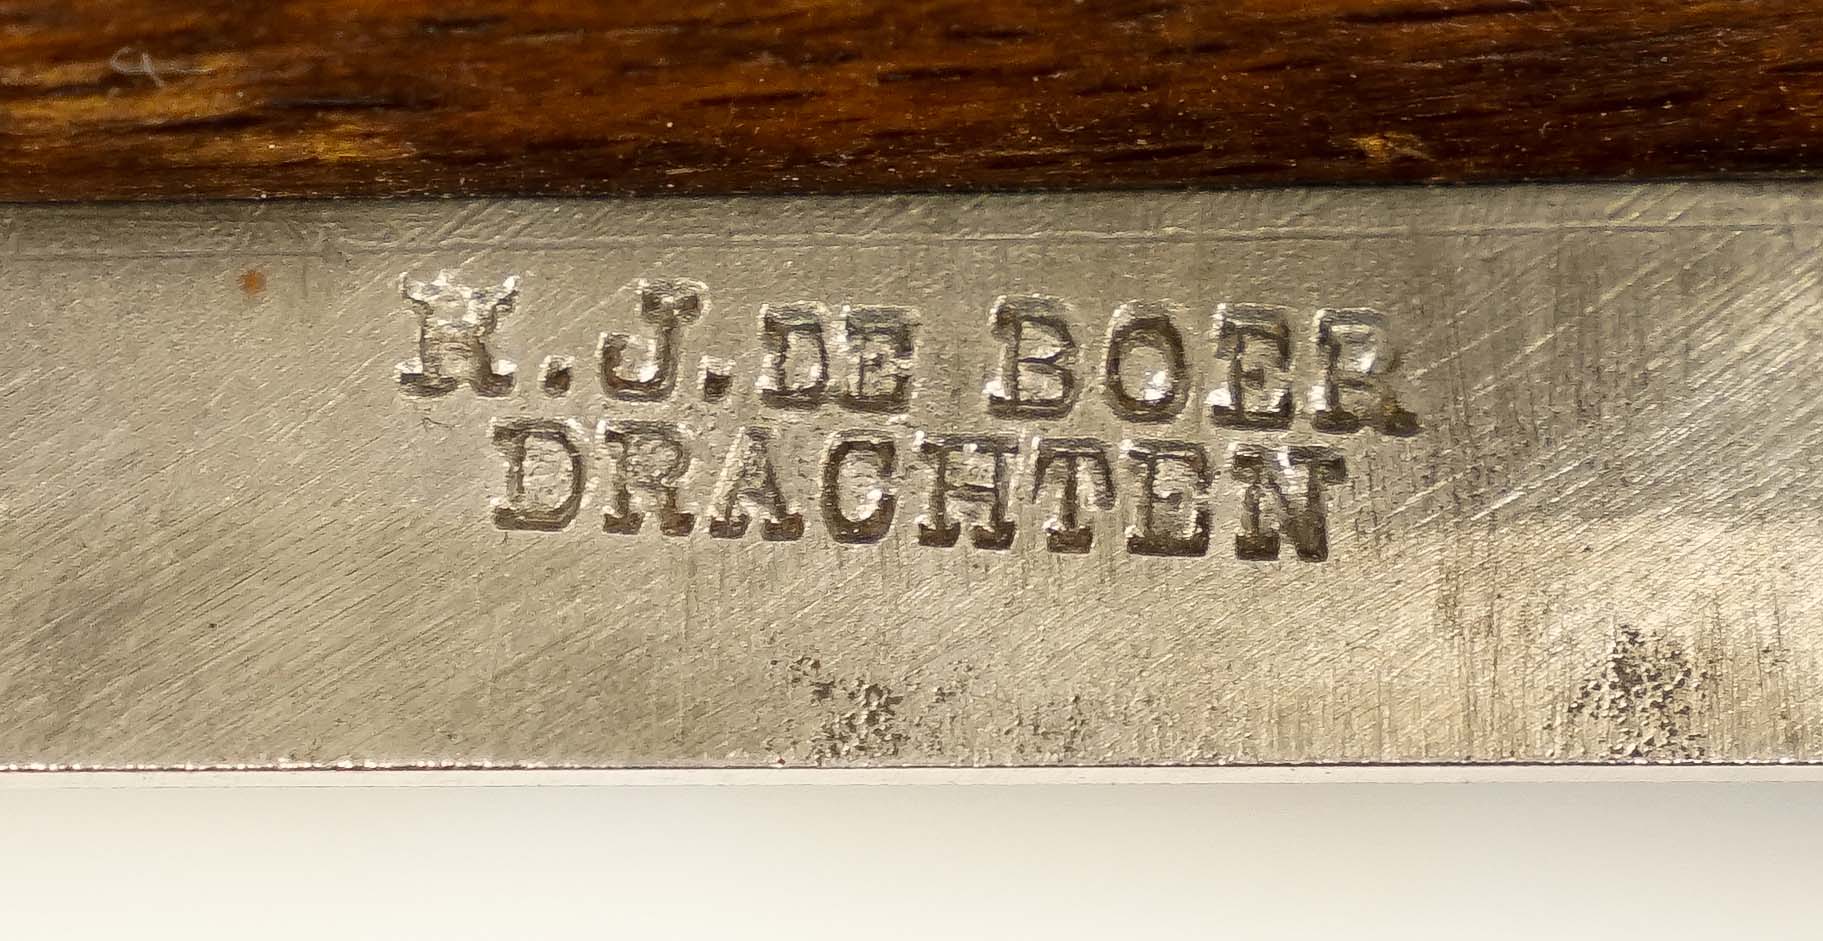 H.J. DE BOER
DRACHTEN